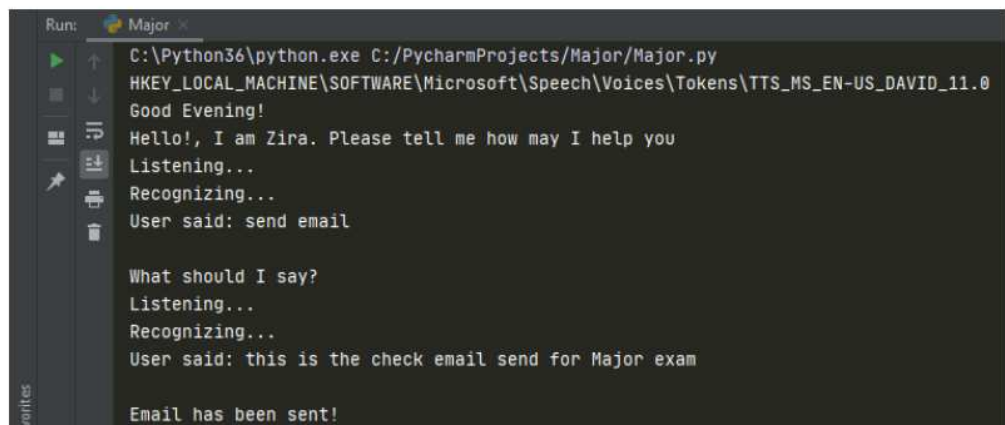 Run: Major
C:\Python36\python.exe C:/PycharmProjects/Major/Major.py
HKEY_LOCAL_MACHINE\SOFTWARE\Microsoft\Speech\Voices\Tokens\TTS_MS_EN-US_DAVID_11.0
Good Evening!
Hello!, I am Zira. Please tell me how may I help you
Listening...
Recognizing...
User said: send email
What should I say?
Listening...
Recognizing...
User said: this is the check email send for Major exam
Email has been sent!